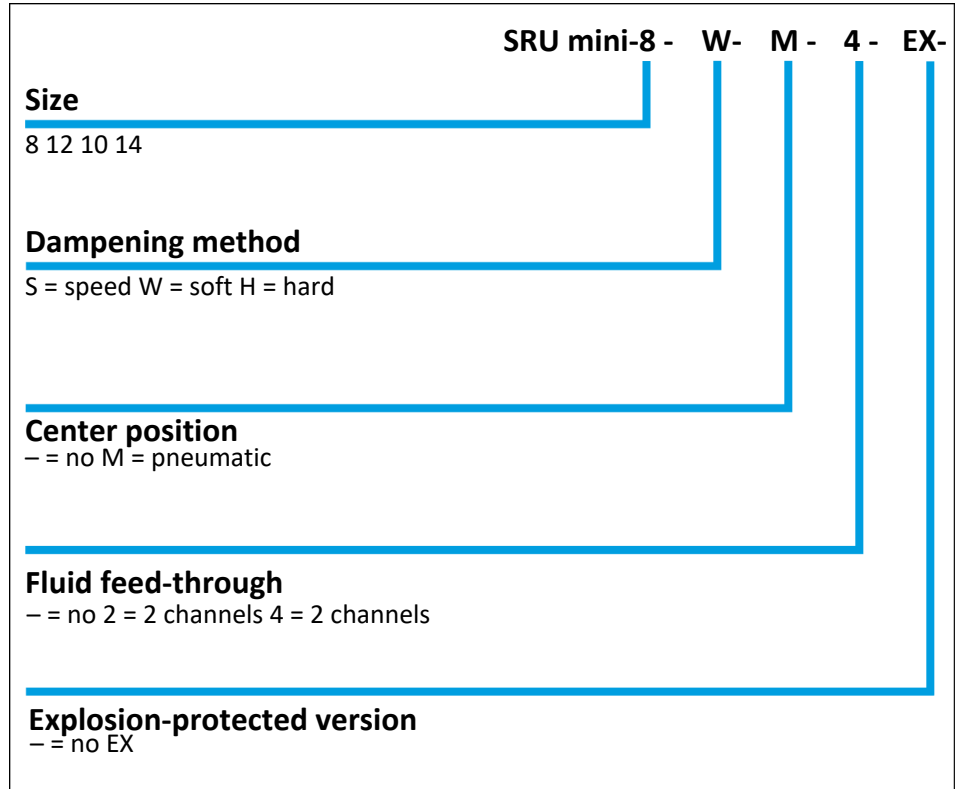 SRU mini-8 - W- M - 4 - EX-
Size
8 12 10 14
Dampening method
S = speed W = soft H = hard
Center position
– = no M = pneumatic
Fluid feed-through
– = no 2 = 2 channels 4 = 2 channels
Explosion-protected version
– = no EX